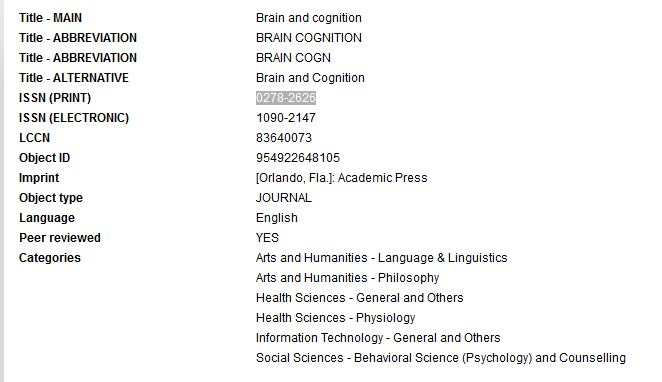 Title - MAIN Brain and cognition
Title - ABBREVIATION BRAIN COGNITION
Title - ABBREVIATION BRAIN COGN
Title - ALTERNATIVE Brain and Cognition
ISSN (PRINT) 0278-2626
ISSN (ELECTRONIC) 1090-2147
LCCN 83640073
Object ID 954922648105
Imprint [Orlando, Fla.]: Academic Press
Object type JOURNAL
Language English
Peer reviewed YES
Categories Arts and Humanities - Language & Linguistics
Arts and Humanities - Philosophy
Health Sciences - General and Others
Health Sciences - Physiology
Information Technology - General and Others
Social Sciences - Behavioral Science (Psychology) and Counselling